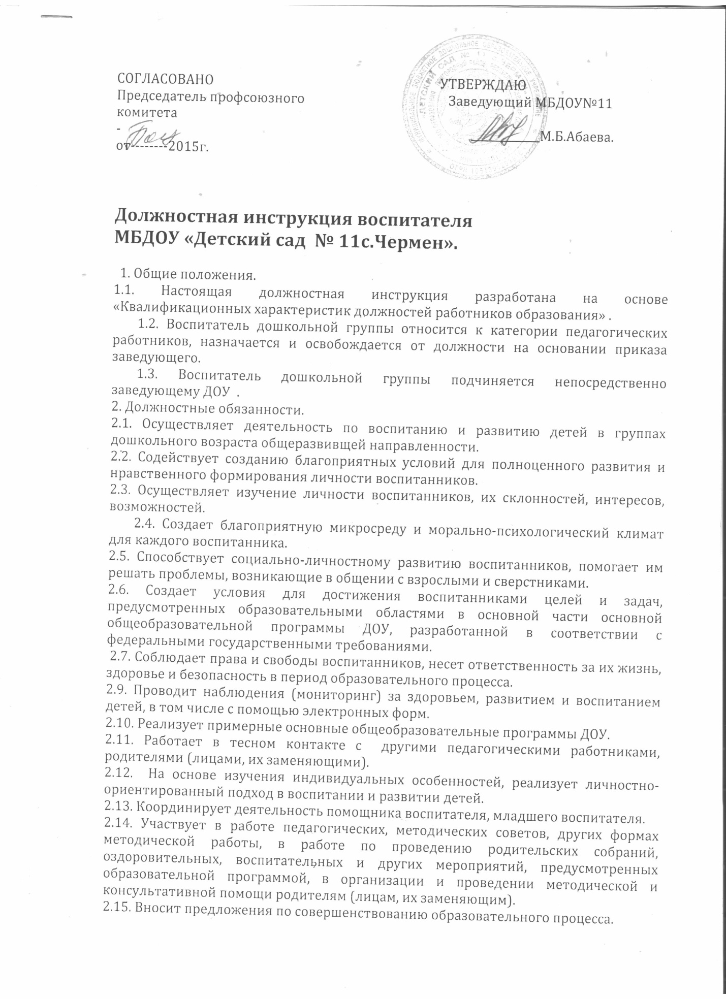 СОГЛАСОВАНО
Председатель профсоюзного
комитета
-
от--------2015г.
УТВЕРЖДАЮ
Заведующий МБДОУ№11
__________М.Б.Абаева.
МУНИЦИПАЛЬНОЕ БЮДЖЕТНОЕ ДОШКОЛЬНОЕ ОБРАЗОВАТЕЛЬНОЕ УЧРЕЖДЕНИЕ
ДЕТСКИЙ САД №
ОГРН
Должностная инструкция воспитателя
МБДОУ «Детский сад № 11с.Чермен».
1. Общие положения.
1.1. Настоящая должностная инструкция разработана на основе
«Квалификационных характеристик должностей работников образования» .
1.2. Воспитатель дошкольной группы относится к категории педагогических
работников, назначается и освобождается от должности на основании приказа
заведующего.
1.3. Воспитатель дошкольной группы подчиняется непосредственно
заведующему ДОУ .
2. Должностные обязанности.
2.1. Осуществляет деятельность по воспитанию и развитию детей в группах
дошкольного возраста общеразвивщей направленности.
2.2. Содействует созданию благоприятных условий для полноценного развития и
нравственного формирования личности воспитанников.
2.3. Осуществляет изучение личности воспитанников, их склонностей, интересов,
возможностей.
2.4. Создает благоприятную микросреду и морально-психологический климат
для каждого воспитанника.
2.5. Способствует социально-личностному развитию воспитанников, помогает им
решать проблемы, возникающие в общении с взрослыми и сверстниками.
2.6. Создает условия для достижения воспитанниками целей и задач,
предусмотренных образовательными областями в основной части основной
общеобразовательной программы ДОУ, разработанной в соответствии с
федеральными государственными требованиями.
2.7. Соблюдает права и свободы воспитанников, несет ответственность за их жизнь,
здоровье и безопасность в период образовательного процесса.
2.9. Проводит наблюдения (мониторинг) за здоровьем, развитием и воспитанием
детей, в том числе с помощью электронных форм.
2.10. Реализует примерные основные общеобразовательные программы ДОУ.
2.11. Работает в тесном контакте с другими педагогическими работниками,
родителями (лицами, их заменяющими).
2.12. На основе изучения индивидуальных особенностей, реализует личностно-
ориентированный подход в воспитании и развитии детей.
2.13. Координирует деятельность помощника воспитателя, младшего воспитателя.
2.14. Участвует в работе педагогических, методических советов, других формах
методической работы, в работе по проведению родительских собраний,
оздоровительных, воспитательных и других мероприятий, предусмотренных
образовательной программой, в организации и проведении методической и
консультативной помощи родителям (лицам, их заменяющим).
2.15. Вносит предложения по совершенствованию образовательного процесса.